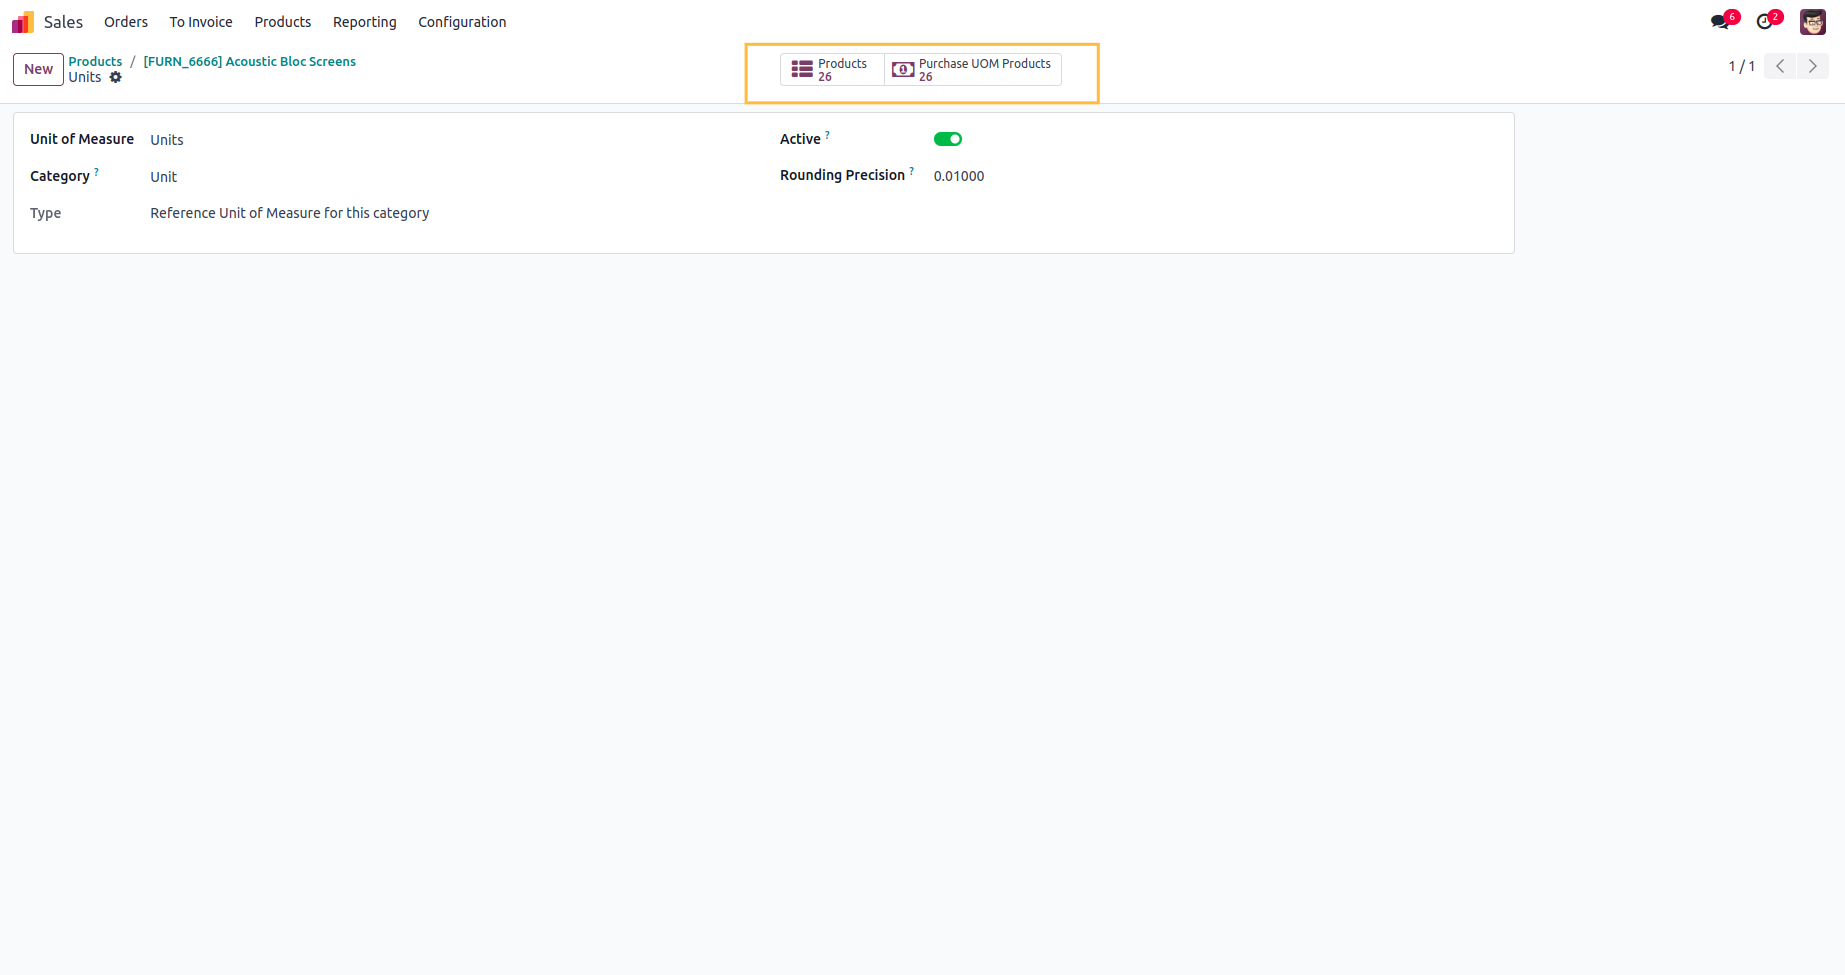 Sales Orders To Invoice Products Reporting Configuration 6 2
New Products / [FURN_6666] Acoustic Bloc Screens
Units
Products
26
Purchase UOM Products
26
1 / 1
Unit of Measure Units
Category ? Unit
Type Reference Unit of Measure for this category
Active ?
Rounding Precision ? 0.01000